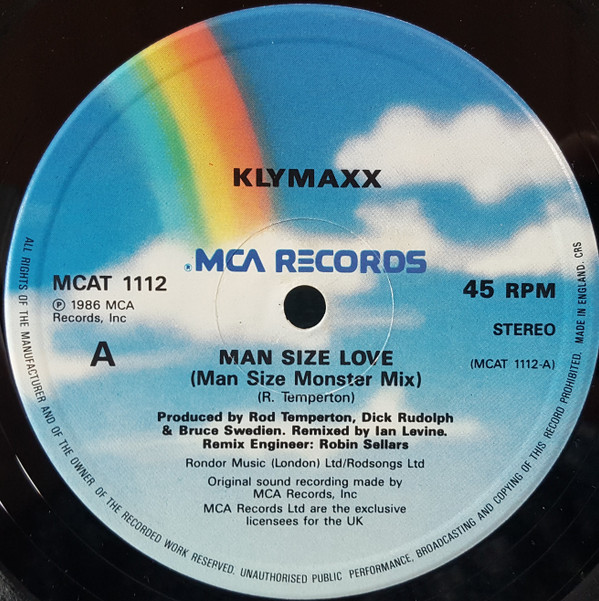 KLYMAXX
® MCA RECORDS
MCAT 1112
℗ 1986 MCA
Records, Inc
A
45 RPM
STEREO
(MCAT 1112-A)
MAN SIZE LOVE
(Man Size Monster Mix)
(R. Temperton)
Produced by Rod Temperton, Dick Rudolph
& Bruce Swedien. Remixed by Ian Levine.
Remix Engineer: Robin Sellars
Rondor Music (London) Ltd/Rodsongs Ltd
Original sound recording made by
MCA Records, Inc
MCA Records Ltd are the exclusive
licensees for the UK
ALL RIGHTS OF THE MANUFACTURER AND OF THE OWNER OF THE RECORDED WORK RESERVED. UNAUTHORISED PUBLIC PERFORMANCE, BROADCASTING AND COPYING OF THIS RECORD PROHIBITED. MADE IN ENGLAND. CRS